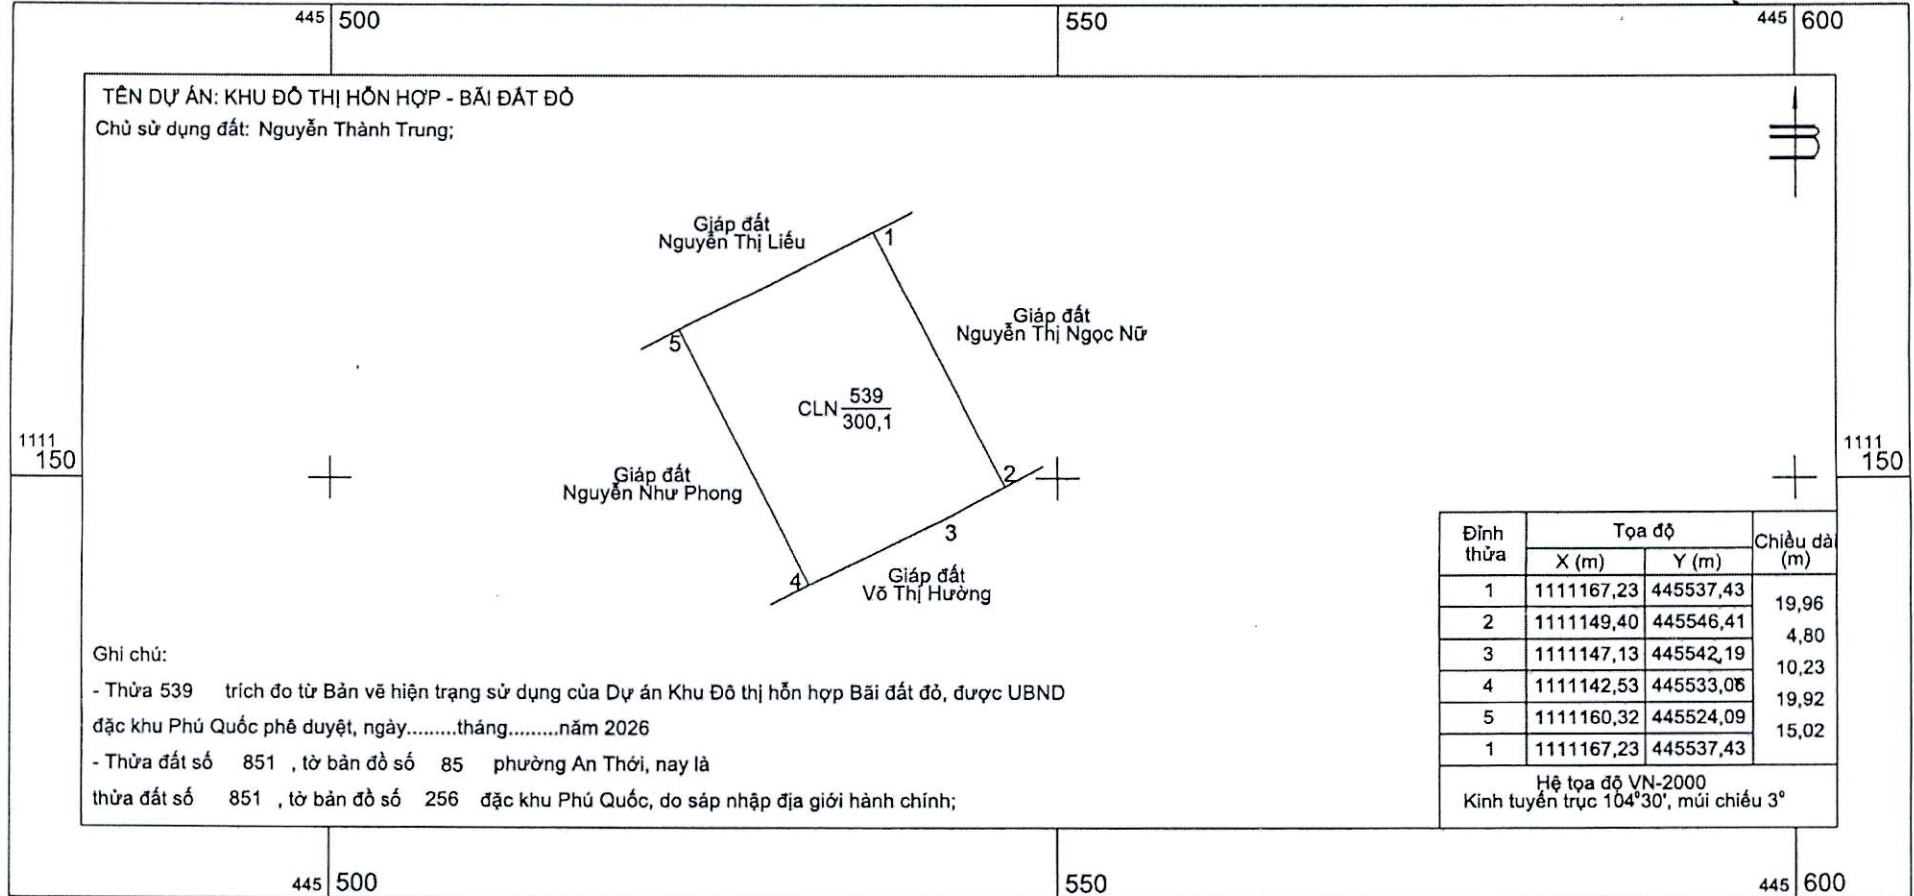 445 500
550
445 600
TÊN DỰ ÁN: KHU ĐÔ THỊ HỖN HỢP - BÃI ĐẤT ĐỎ
Chủ sử dụng đất: Nguyễn Thành Trung;
Giáp đất
Nguyễn Thị Liếu
1
Giáp đất
Nguyễn Thị Ngọc Nữ
5
CLN 539
300,1
1111
150
1111
150
Giáp đất
Nguyễn Như Phong
2
3
4
Giáp đất
Võ Thị Hường
Đỉnh thửa Tọa độ Chiều dài (m)
X (m) Y (m)
1 1111167,23 445537,43
19,96
2 1111149,40 445546,41
4,80
3 1111147,13 445542,19
10,23
4 1111142,53 445533,06
19,92
5 1111160,32 445524,09
15,02
1 1111167,23 445537,43
Hệ tọa độ VN-2000
Kinh tuyến trục 104°30', múi chiếu 3°
Ghi chú:
- Thửa 539 trích đo từ Bản vẽ hiện trạng sử dụng của Dự án Khu Đô thị hỗn hợp Bãi đất đỏ, được UBND
đặc khu Phú Quốc phê duyệt, ngày.........tháng.........năm 2026
- Thửa đất số 851 , tờ bản đồ số 85 phường An Thới, nay là
thửa đất số 851 , tờ bản đồ số 256 đặc khu Phú Quốc, do sáp nhập địa giới hành chính;
445 500
550
445 600